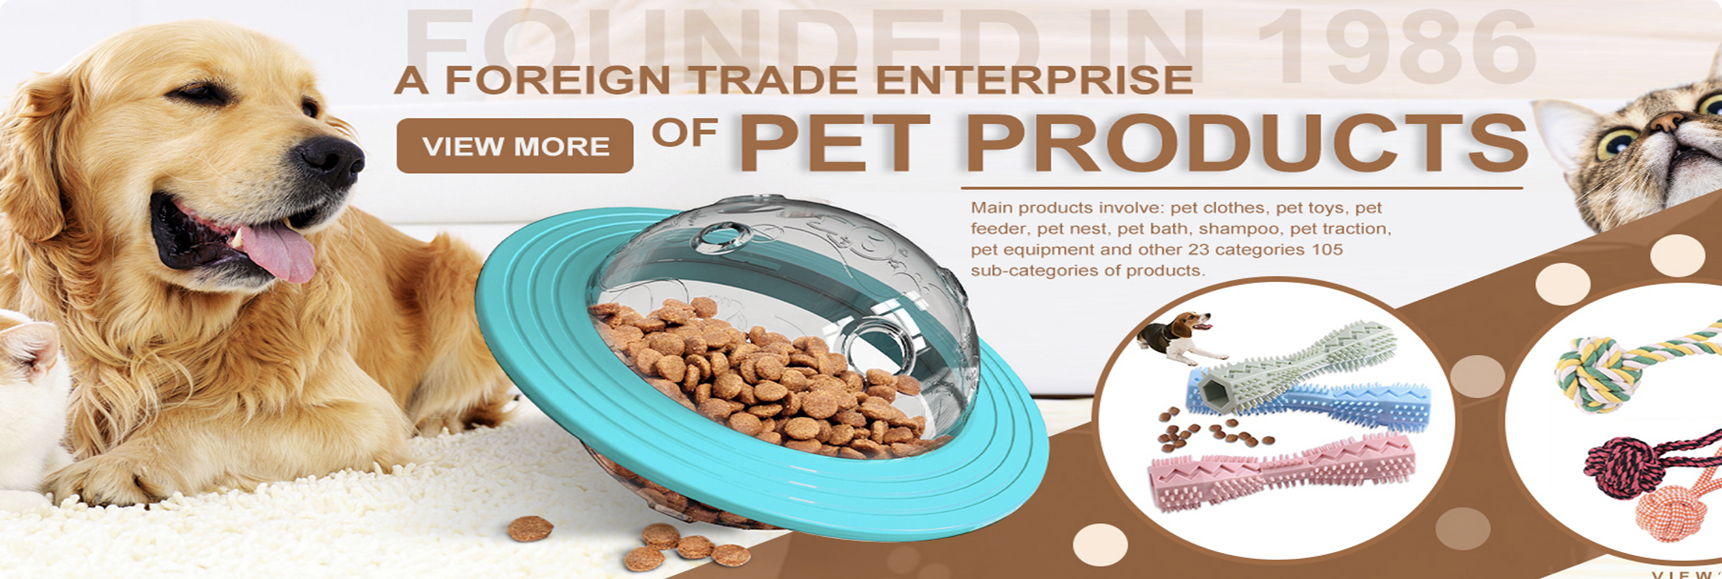 FOUNDED IN 1986
A FOREIGN TRADE ENTERPRISE
VIEW MORE
OF PET PRODUCTS
Main products involve: pet clothes, pet toys, pet
feeder, pet nest, pet bath, shampoo, pet traction,
pet equipment and other 23 categories 105
sub-categories of products.
VIEW